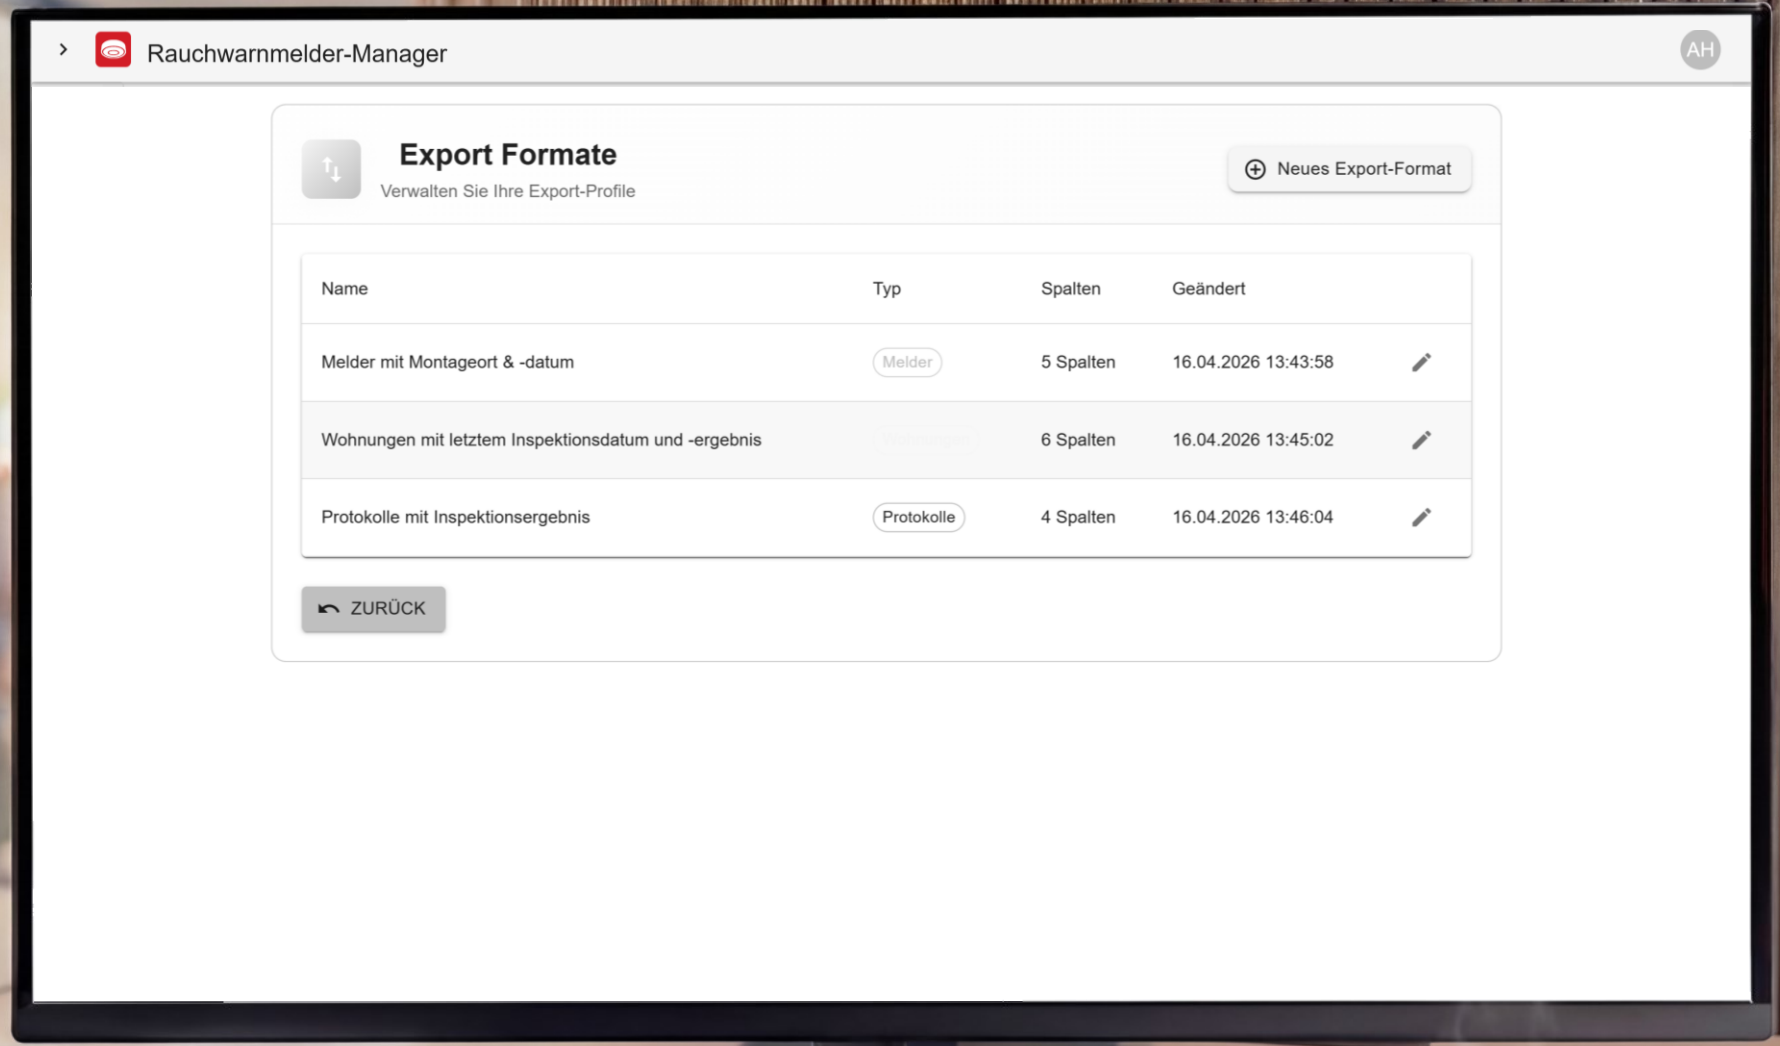 Rauchwarnmelder-Manager
AH
Export Formate
Verwalten Sie Ihre Export-Profile
Neues Export-Format
Name Typ Spalten Geändert
Melder mit Montageort & -datum Melder 5 Spalten 16.04.2026 13:43:58
Wohnungen mit letztem Inspektionsdatum und -ergebnis 6 Spalten 16.04.2026 13:45:02
Protokolle mit Inspektionsergebnis Protokolle 4 Spalten 16.04.2026 13:46:04
ZURÜCK